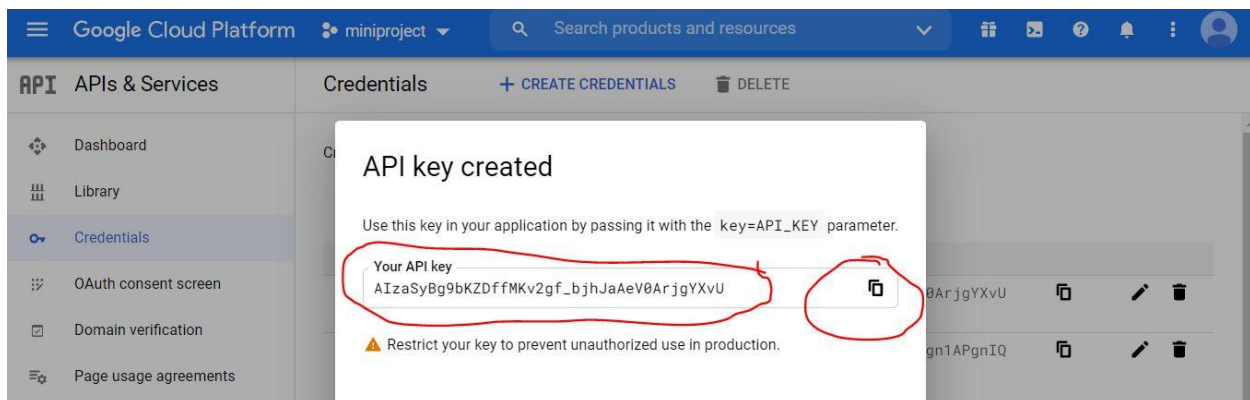 Google Cloud Platform miniproject Search products and resources
API APIs & Services Credentials + CREATE CREDENTIALS DELETE
Dashboard
Library
Credentials
OAuth consent screen
Domain verification
Page usage agreements
API key created
Use this key in your application by passing it with the key=API_KEY parameter.
Your API key
AIzaSyBg9bKZDffMKv2gf_bjhJaAeV0ArjgYXvU
Restrict your key to prevent unauthorized use in production.
0ArjgYXvU
gn1APgnIQ